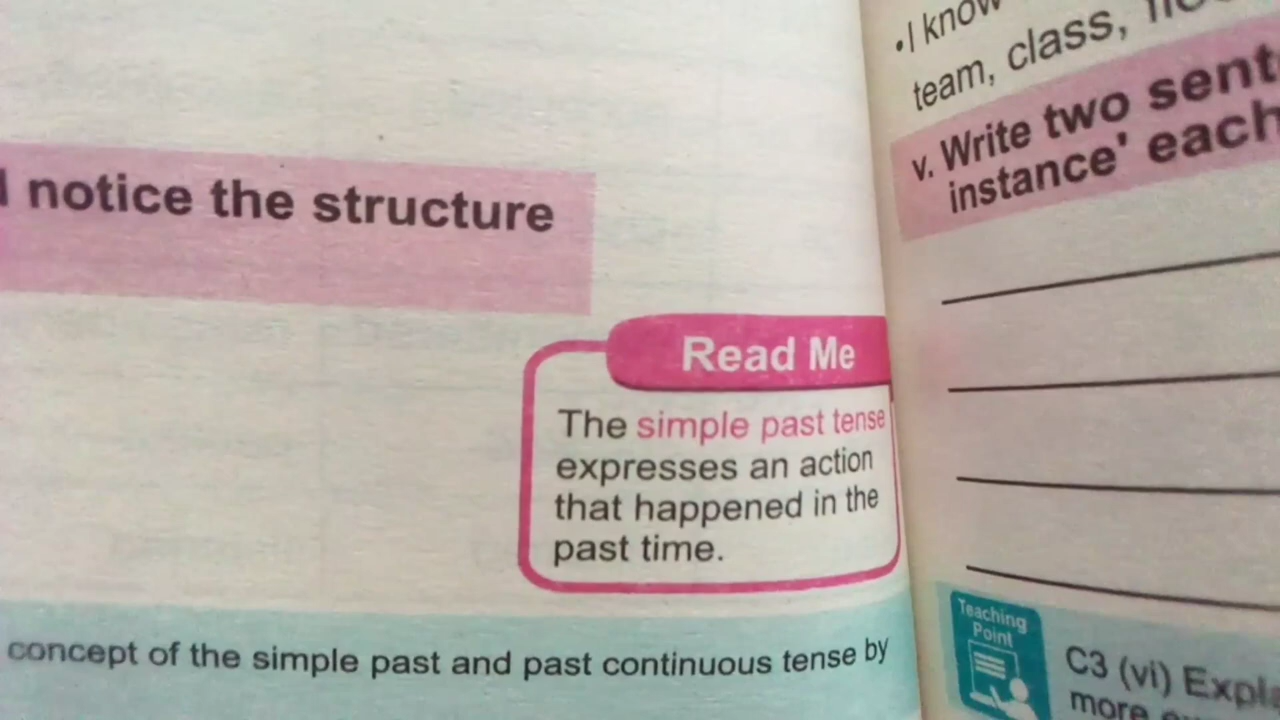 notice the structure
Read Me
The simple past tense
expresses an action
that happened in the
past time.
concept of the simple past and past continuous tense by
•I know
team, class,
v. Write two
instance' each
Teaching
Point
C3 (vi)
more